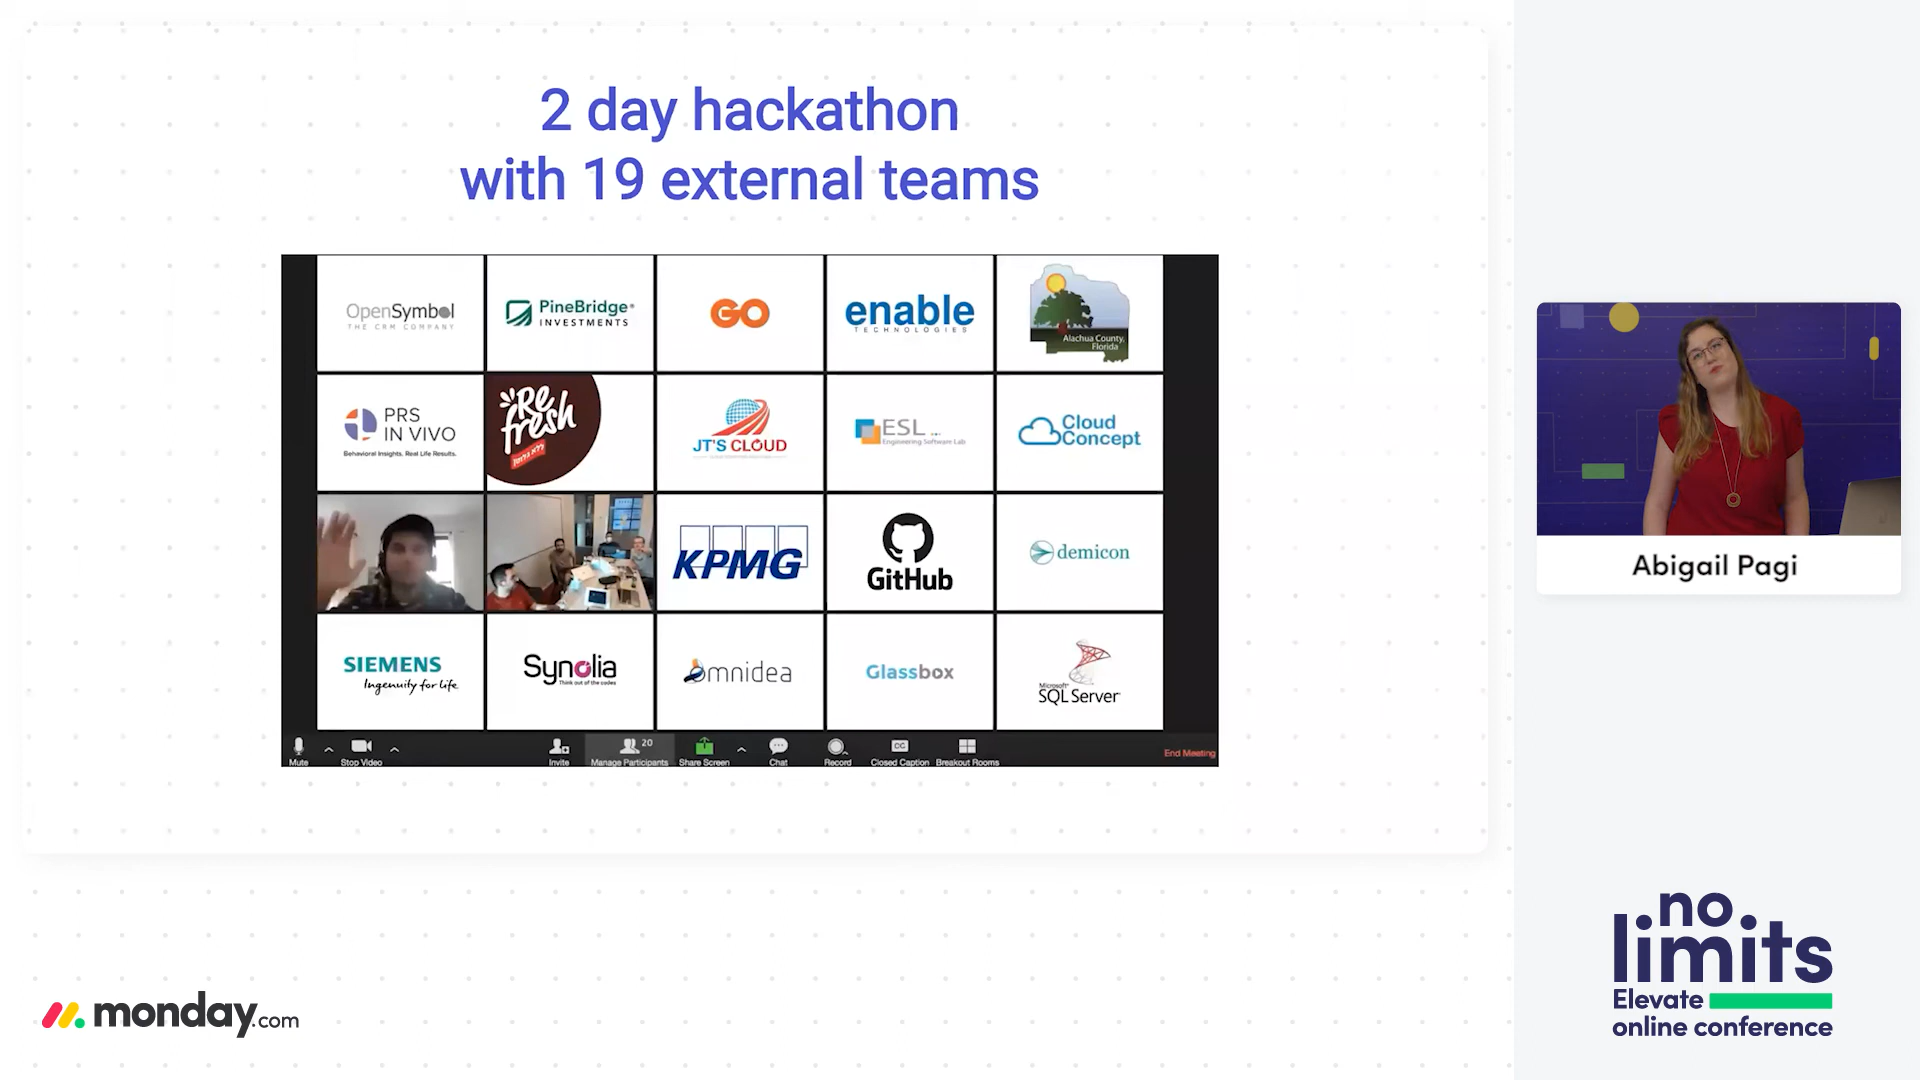 2 day hackathon
with 19 external teams
OpenSymbol
THE CRM COMPANY
PineBridge®
INVESTMENTS
GO
enable
TECHNOLOGIES
Alachua County,
Florida
PRS
IN VIVO
Behavioral Insights. Real Life Results.
Re
fresh
JT'S CLOUD
ESL
Engineering Software Lab
Cloud
Concept
KPMG
GitHub
demicon
SIEMENS
Ingenuity for life
Synolia
Think out of the codes
Omnidea
Glassbox
Microsoft®
SQL Server
Mute
Stop Video
Invite
20
Manage Participants
Share Screen
Chat
Record
CC
Closed Caption
Breakout Rooms
End Meeting
Abigail Pagi
monday.com
no
limits
Elevate
online conference